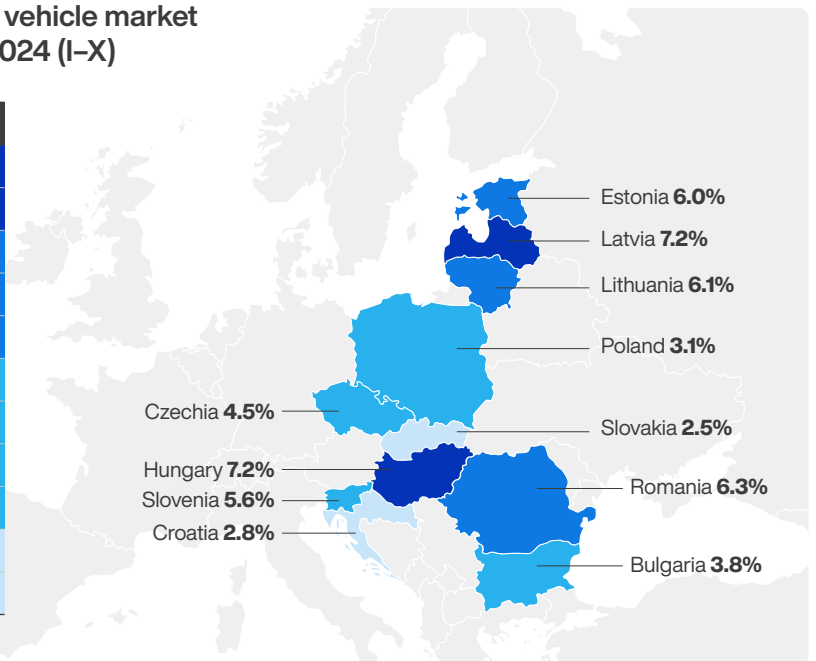 vehicle market
024 (I–X)
Estonia 6.0%
Latvia 7.2%
Lithuania 6.1%
Poland 3.1%
Czechia 4.5%
Slovakia 2.5%
Hungary 7.2%
Romania 6.3%
Slovenia 5.6%
Croatia 2.8%
Bulgaria 3.8%